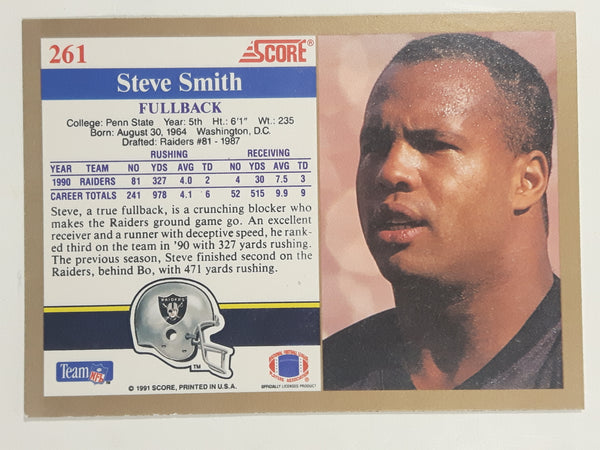 261 SCORE®
Steve Smith
FULLBACK
College: Penn State Year: 5th Ht.: 6'1" Wt.: 235
Born: August 30, 1964 Washington, D.C.
Drafted: Raiders #81 - 1987
RUSHING RECEIVING
YEAR TEAM NO YDS AVG TD NO YDS AVG TD
1990 RAIDERS 81 327 4.0 2 4 30 7.5 3
CAREER TOTALS 241 978 4.1 6 52 515 9.9 9
Steve, a true fullback, is a crunching blocker who
makes the Raiders ground game go. An excellent
receiver and a runner with deceptive speed, he rank-
ed third on the team in '90 with 327 yards rushing.
The previous season, Steve finished second on the
Raiders, behind Bo, with 471 yards rushing.
RAIDERS
TM
Team NFL
© 1991 SCORE, PRINTED IN U.S.A.
OFFICIALLY LICENSED PRODUCT